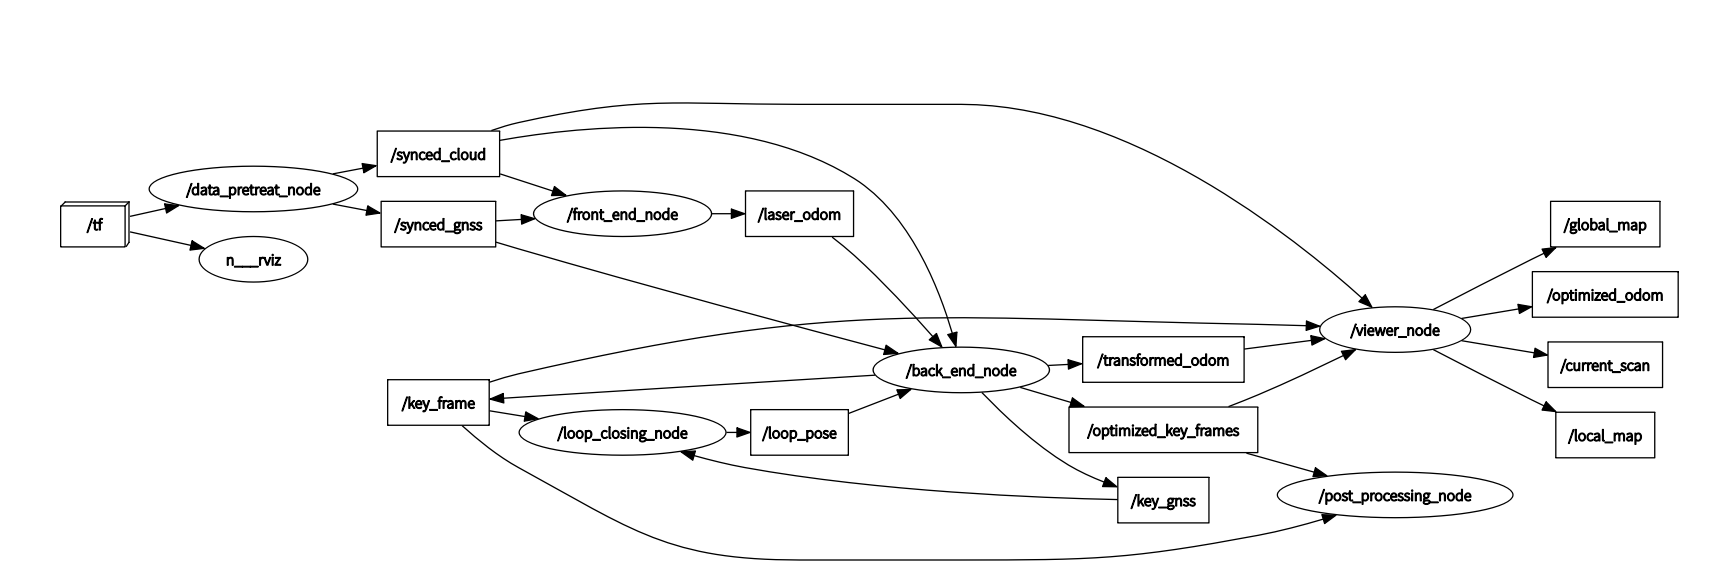 /tf
/data_pretreat_node
n___rviz
/synced_cloud
/synced_gnss
/front_end_node
/laser_odom
/key_frame
/loop_closing_node
/loop_pose
/back_end_node
/transformed_odom
/optimized_key_frames
/key_gnss
/viewer_node
/post_processing_node
/global_map
/optimized_odom
/current_scan
/local_map